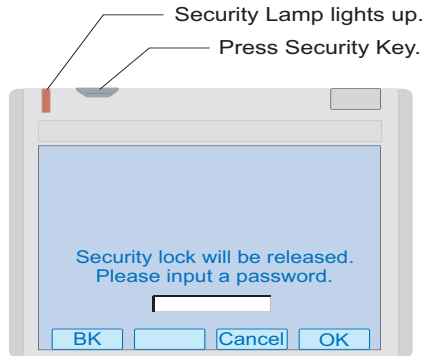 Security Lamp lights up.
Press Security Key.
Security lock will be released.
Please input a password.
BK Cancel OK